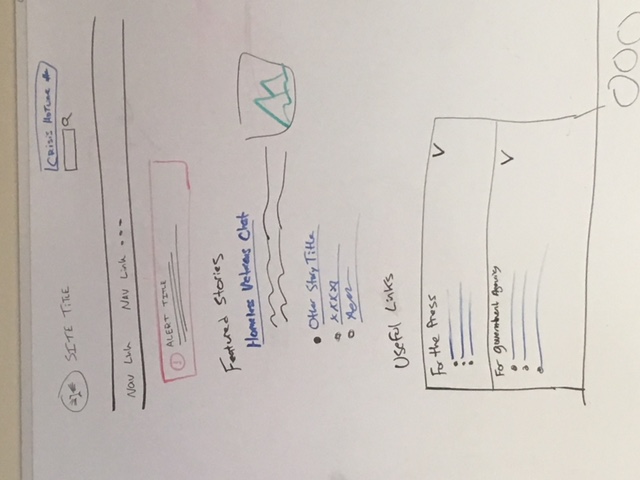 CRISIS HOTLINE #
SITE TITLE
Nav Link Nav Link
ALERT TITLE
Featured Stories
Homeless Veterans Chat
Other Story Title
XXXX
Useful Links
For the Press
For government Agencies